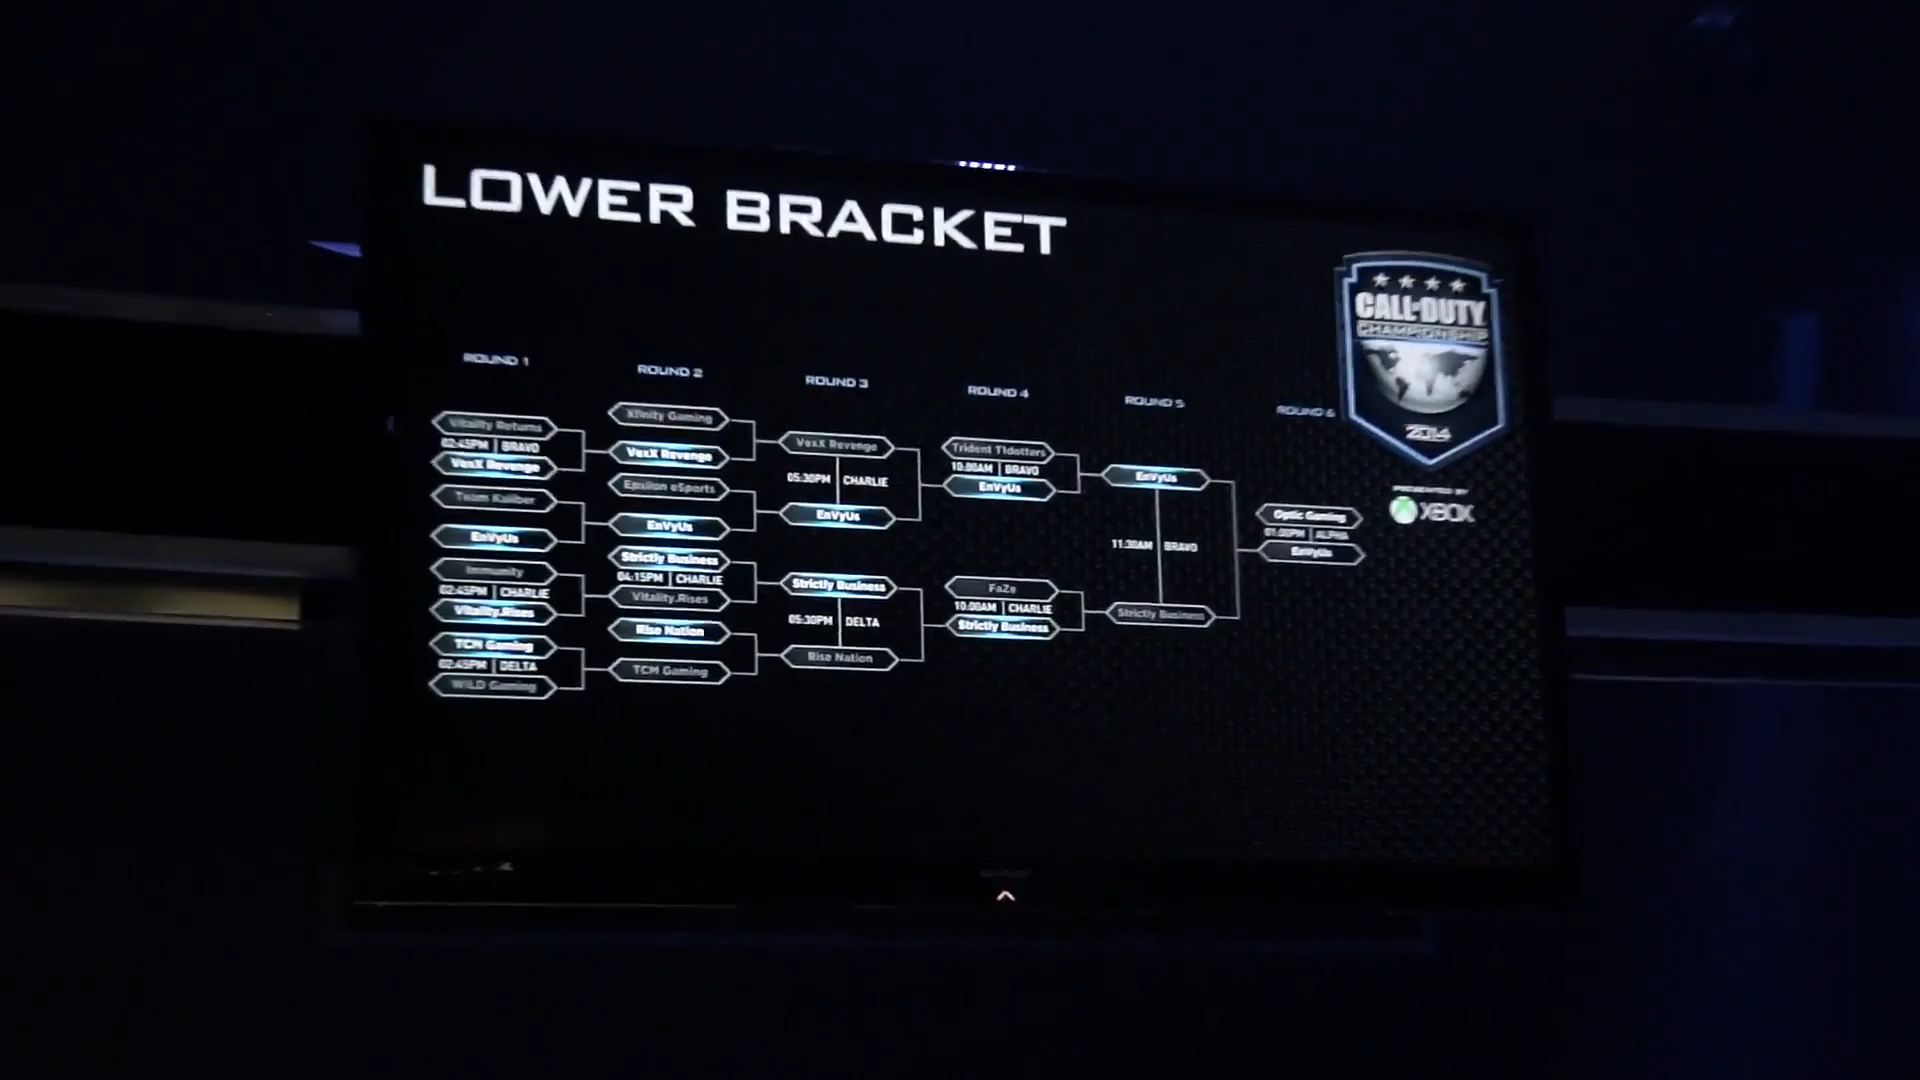 LOWER BRACKET
CALL OF DUTY
CHAMPIONSHIP
2014
PRESENTED BY
XBOX
ROUND 1
Vitality Returns
02:45PM | BRAVO
VexX Revenge
Team Kaliber
EnVyUs
Immunity
02:45PM | CHARLIE
Vitality.Rises
TCM Gaming
02:45PM | DELTA
WiLD Gaming
ROUND 2
Xfinity Gaming
VexX Revenge
Epsilon eSports
EnVyUs
Strictly Business
04:15PM | CHARLIE
Vitality.Rises
Rise Nation
TCM Gaming
ROUND 3
VexX Revenge
05:30PM | CHARLIE
EnVyUs
Strictly Business
05:30PM | DELTA
Rise Nation
ROUND 4
Trident T1dotters
10:00AM | BRAVO
EnVyUs
FaZe
10:00AM | CHARLIE
Strictly Business
ROUND 5
EnVyUs
11:30AM | BRAVO
Strictly Business
ROUND 6
Optic Gaming
01:00PM | ALPHA
EnVyUs